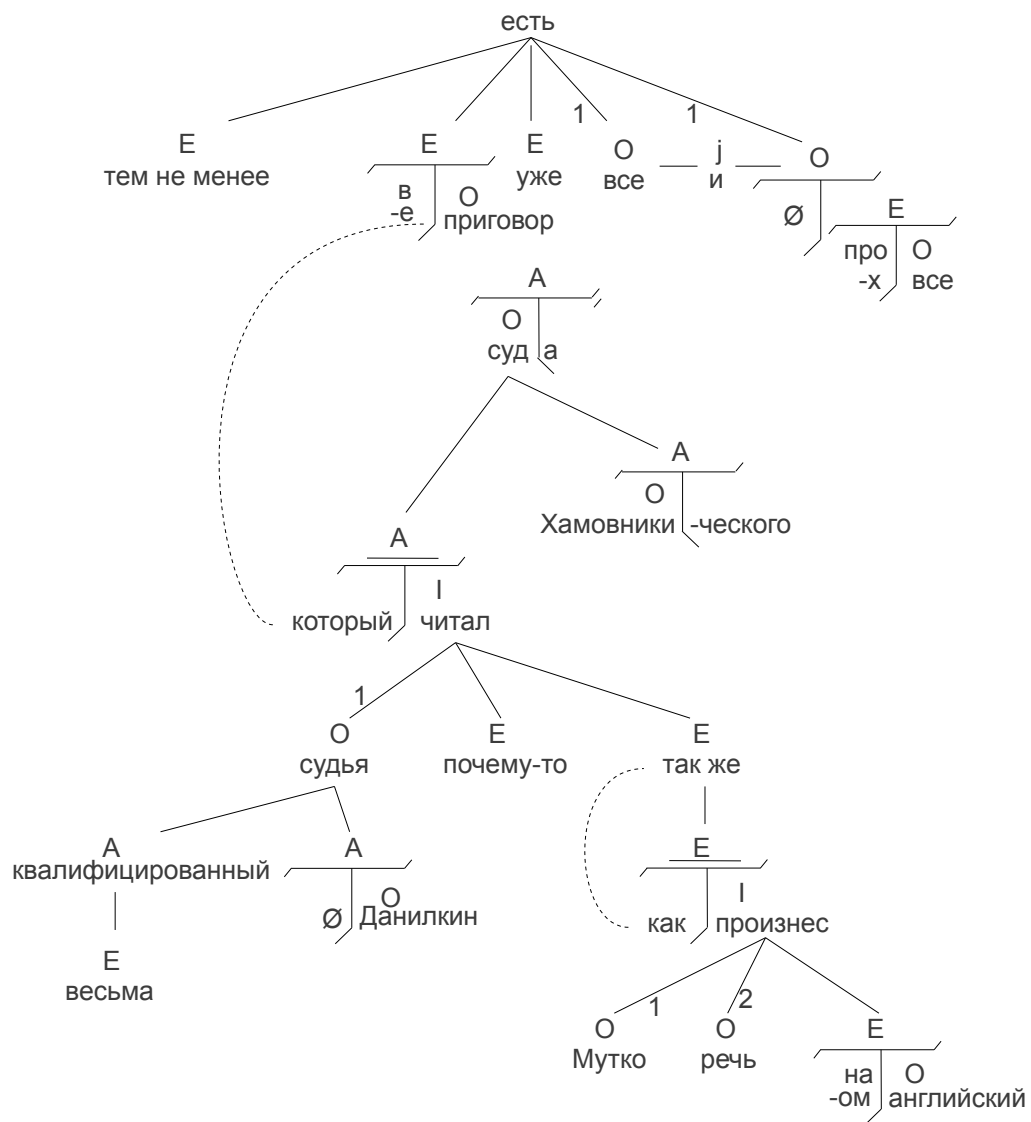 есть
1 1
Е Е Е О j О
тем не менее в О уже все и
-е приговор Ø Е
про О
-х все
А
О
суд а
А
О
Хамовники -ческого
А
I
который читал
1
О Е Е
судья почему-то так же
А А Е
квалифицированный О I
Ø Данилкин как произнес
Е
весьма
1 2
О О Е
Мутко речь на О
-ом английский